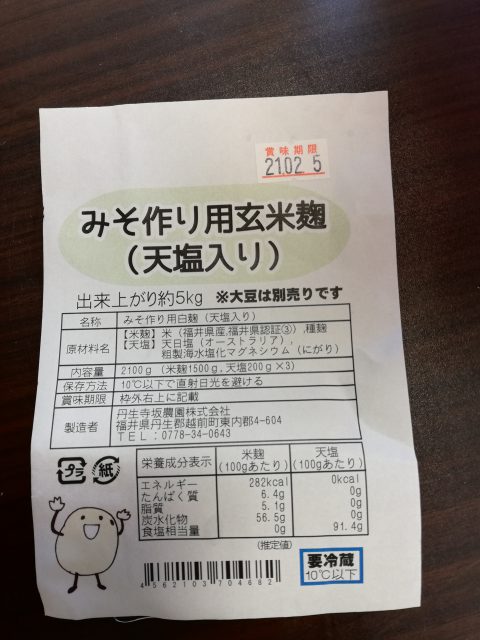 賞味期限
21.02. 5
みそ作り用玄米麹
(天塩入り)
出来上がり約5kg ※大豆は別売りです
名称 みそ作り用白麹(天塩入り)
原材料名 【米麹】米(福井県産,福井県認証③),種麹
【天塩】天日塩(オーストラリア),
粗製海水塩化マグネシウム(にがり)
内容量 2100g(米麹1500g,天塩200g×3)
保存方法 10℃以下で直射日光を避ける
賞味期限 枠外右上に記載
製造者 丹生寺坂農園株式会社
福井県丹生郡越前町東内郡4-604
TEL:0778-34-0643
栄養成分表示 米麹(100gあたり) 天塩(100gあたり)
エネルギー 282kcal 0kcal
たんぱく質 6.4g 0g
脂質 5.1g 0g
炭水化物 56.5g 0g
食塩相当量 0g 91.4g
(推定値)
プラ 紙
4562103704682
要冷蔵
10℃以下